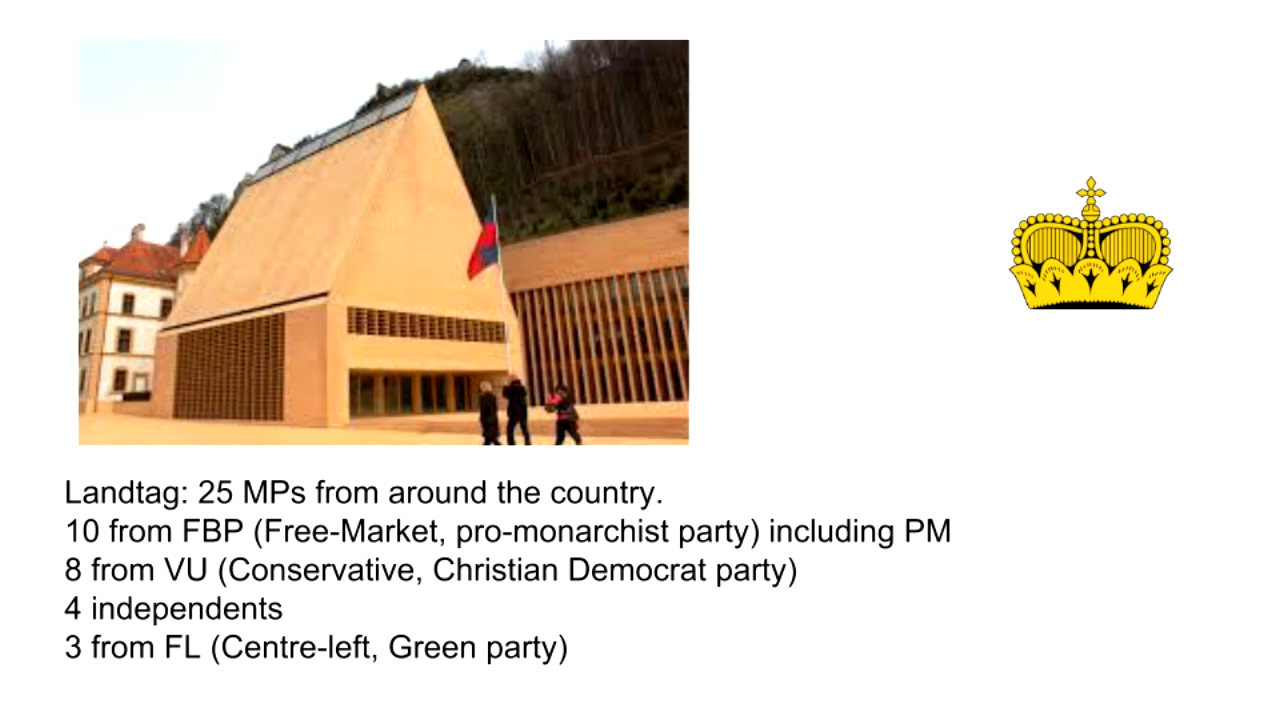 Landtag: 25 MPs from around the country.
10 from FBP (Free-Market, pro-monarchist party) including PM
8 from VU (Conservative, Christian Democrat party)
4 independents
3 from FL (Centre-left, Green party)